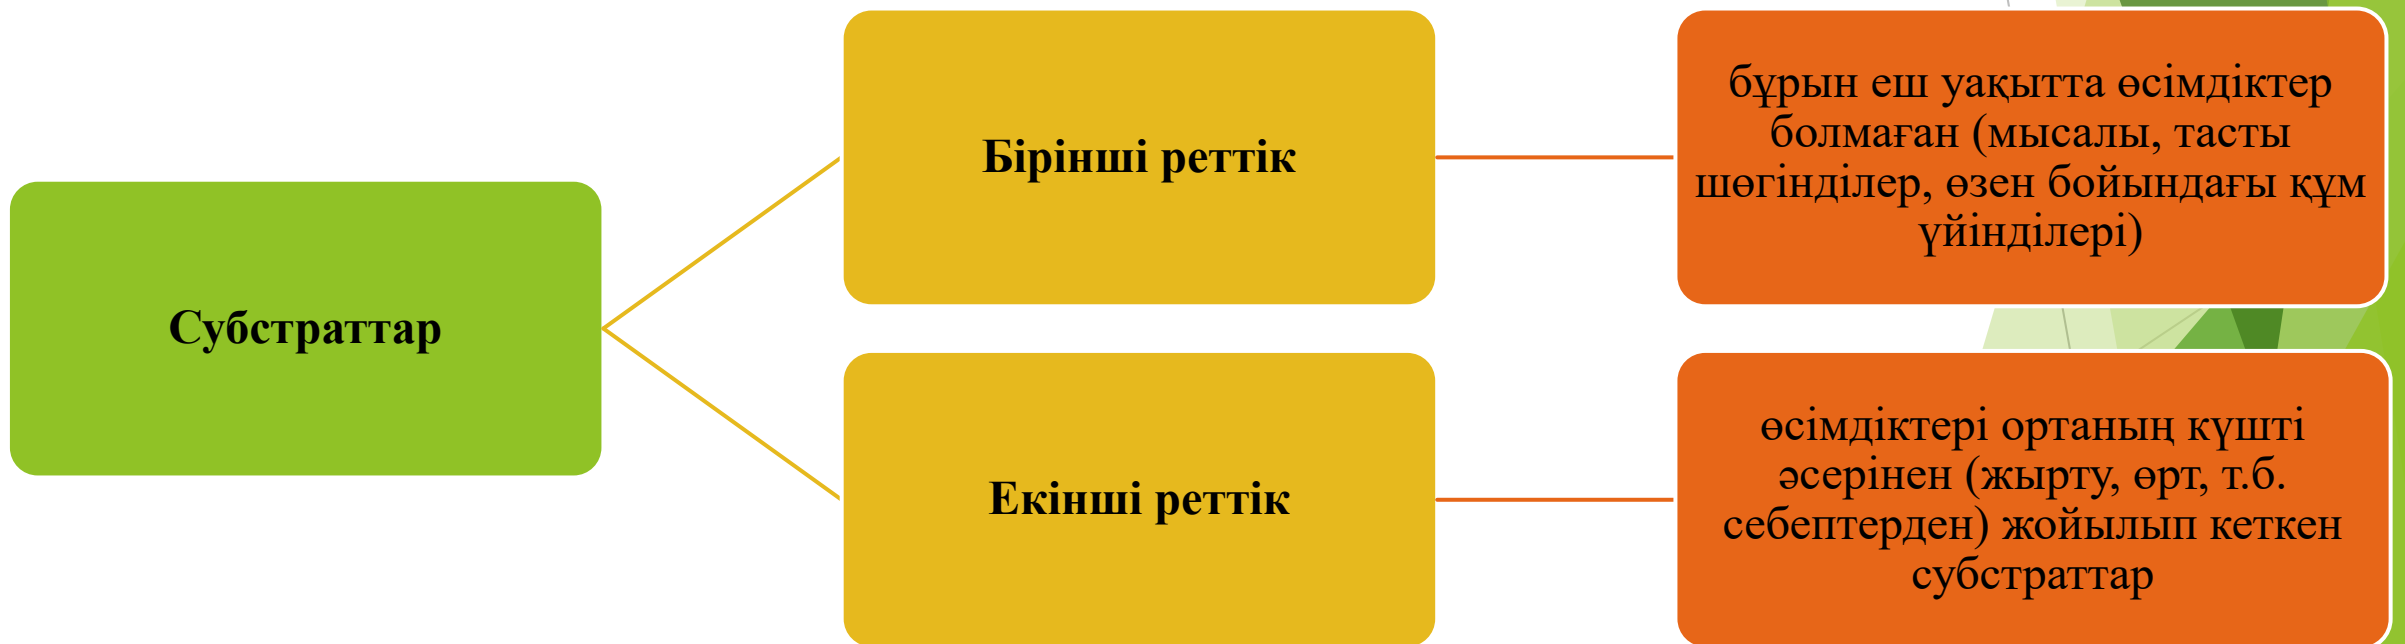 Субстраттар
Бірінші реттік
бұрын еш уақытта өсімдіктер
болмаған (мысалы, тасты
шөгінділер, өзен бойындағы құм
үйінділері)
Екінші реттік
өсімдіктері ортаның күшті
әсерінен (жырту, өрт, т.б.
себептерден) жойылып кеткен
субстраттар